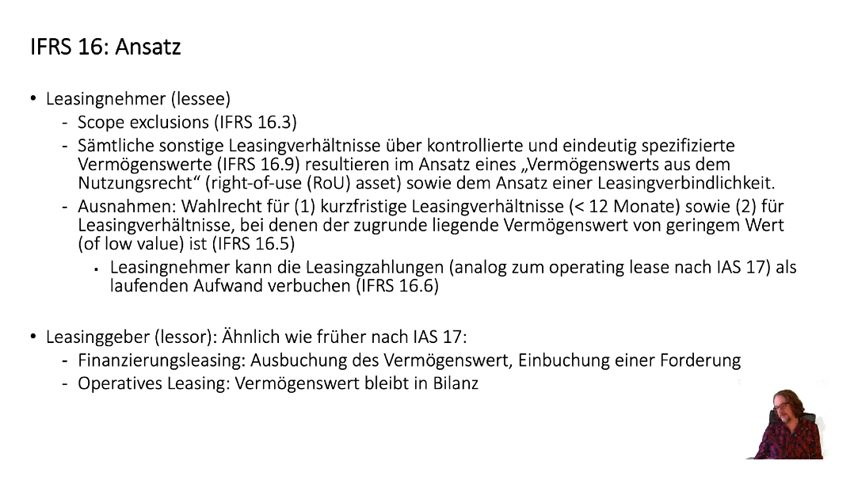 IFRS 16: Ansatz
• Leasingnehmer (lessee)
- Scope exclusions (IFRS 16.3)
- Sämtliche sonstige Leasingverhältnisse über kontrollierte und eindeutig spezifizierte
Vermögenswerte (IFRS 16.9) resultieren im Ansatz eines „Vermögenswerts aus dem
Nutzungsrecht“ (right-of-use (RoU) asset) sowie dem Ansatz einer Leasingverbindlichkeit.
- Ausnahmen: Wahlrecht für (1) kurzfristige Leasingverhältnisse (< 12 Monate) sowie (2) für
Leasingverhältnisse, bei denen der zugrunde liegende Vermögenswert von geringem Wert
(of low value) ist (IFRS 16.5)
▪ Leasingnehmer kann die Leasingzahlungen (analog zum operating lease nach IAS 17) als
laufenden Aufwand verbuchen (IFRS 16.6)
• Leasinggeber (lessor): Ähnlich wie früher nach IAS 17:
- Finanzierungsleasing: Ausbuchung des Vermögenswert, Einbuchung einer Forderung
- Operatives Leasing: Vermögenswert bleibt in Bilanz